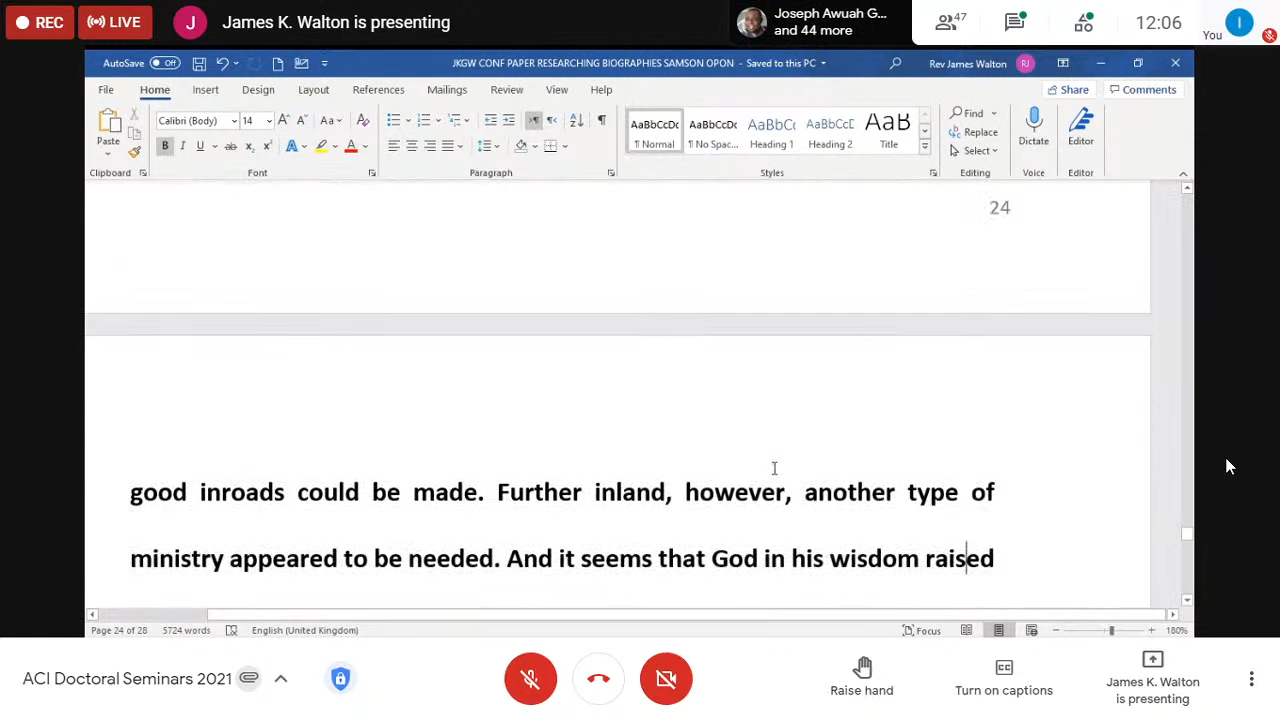 REC
LIVE
J
James K. Walton is presenting
Joseph Awuah G...
and 44 more
47
12:06
You
I
AutoSave Off
JKGW CONF PAPER RESEARCHING BIOGRAPHIES SAMSON OPON - Saved to this PC
Rev James Walton
RJ
File Home Insert Design Layout References Mailings Review View Help
Share
Comments
Paste
Calibri (Body)
14
Aa
B I U ab x₂ x² A A
Clipboard
Font
Paragraph
AaBbCcDc
¶ Normal
AaBbCcDc
¶ No Spac...
AaBbCc
Heading 1
AaBbCcD
Heading 2
AaB
Title
Styles
Find
Replace
Select
Editing
Dictate
Voice
Editor
Editor
24
good inroads could be made. Further inland, however, another type of
ministry appeared to be needed. And it seems that God in his wisdom raised
Page 24 of 28 5724 words English (United Kingdom) Focus 180%
ACI Doctoral Seminars 2021
Raise hand
Turn on captions
James K. Walton
is presenting